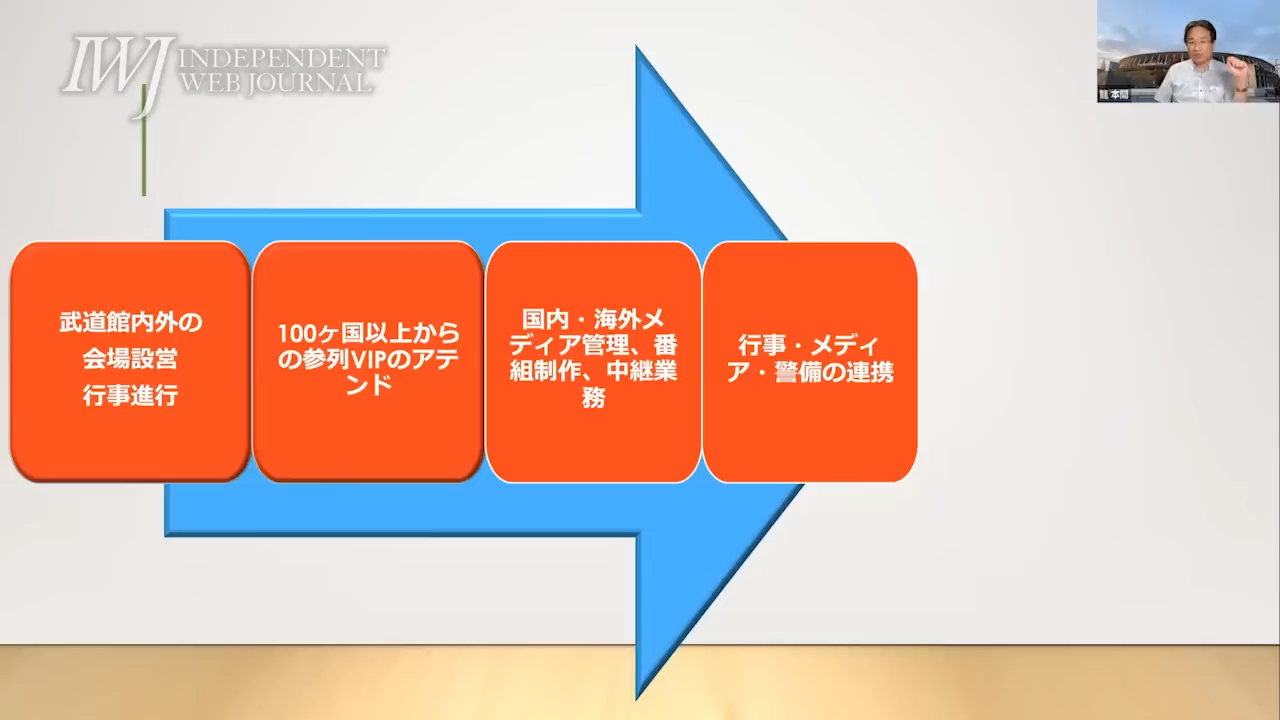 IWJ INDEPENDENT
WEB JOURNAL
武道館内外の
会場設営
行事進行
100ヶ国以上から
の参列VIPのアテ
ンド
国内・海外メ
ディア管理、番
組制作、中継業
務
行事・メディ
ア・警備の連携
龍 本間